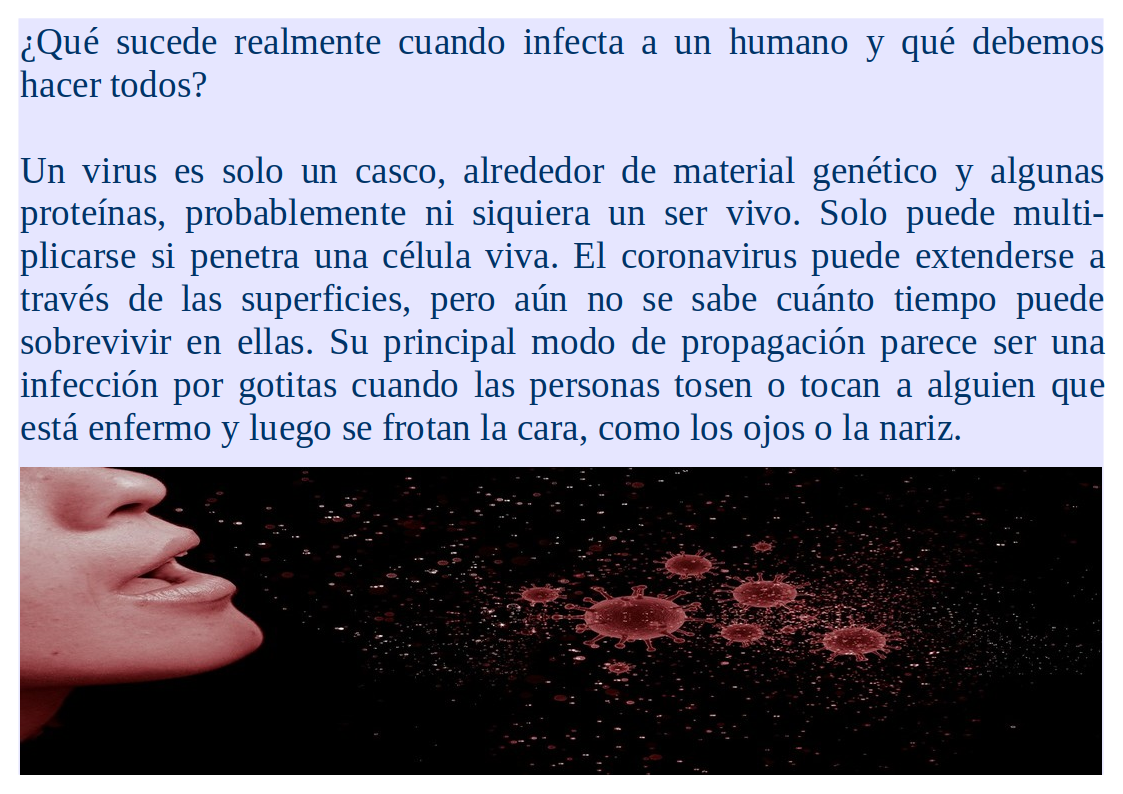 ¿Qué sucede realmente cuando infecta a un humano y qué debemos
hacer todos?
Un virus es solo un casco, alrededor de material genético y algunas
proteínas, probablemente ni siquiera un ser vivo. Solo puede multi-
plicarse si penetra una célula viva. El coronavirus puede extenderse a
través de las superficies, pero aún no se sabe cuánto tiempo puede
sobrevivir en ellas. Su principal modo de propagación parece ser una
infección por gotitas cuando las personas tosen o tocan a alguien que
está enfermo y luego se frotan la cara, como los ojos o la nariz.